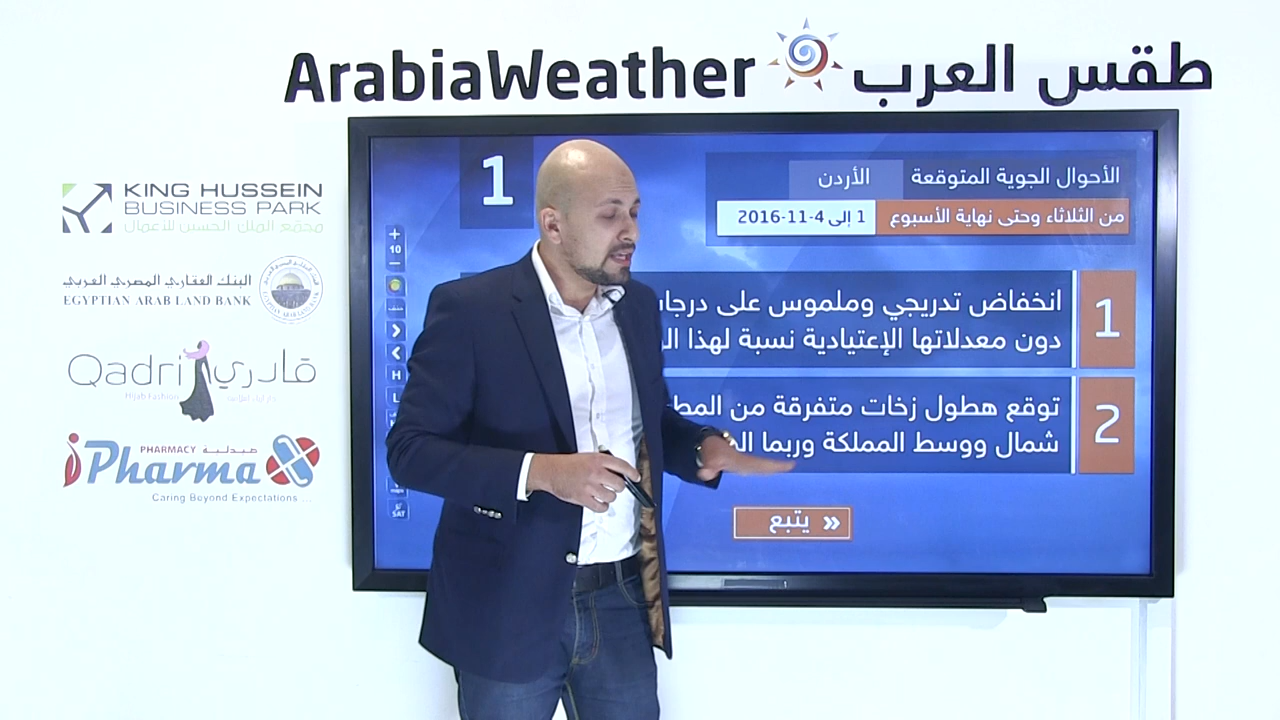 ArabiaWeather طقس العرب
KING HUSSEIN
BUSINESS PARK
مجمع الملك الحسين للأعمال
البنك العقاري المصري العربي
EGYPTIAN ARAB LAND BANK
Qadri قادري
Hijab Fashion
صيدلية PHARMACY
iPharma
Caring Beyond Expectations ...
1
الأحوال الجوية المتوقعة الأردن
من الثلاثاء وحتى نهاية الأسبوع 1 إلى 4-11-2016
+
10
−
H
L
maps
SAT
1
انخفاض تدريجي وملموس على
دون معدلاتها الإعتيادية نسبة لهذا
2
توقع هطول زخات متفرقة من
شمال ووسط المملكة وربما
يتبع »